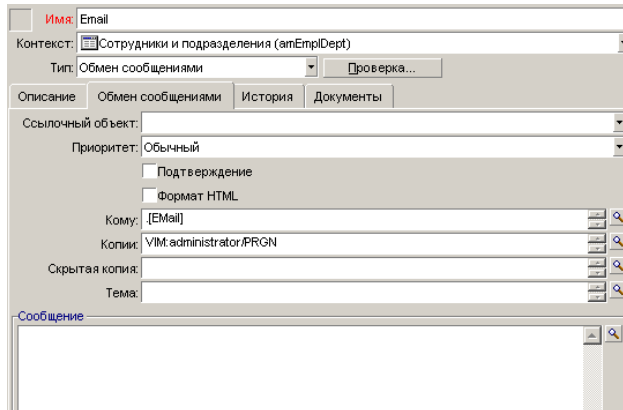 Имя: Email
Контекст: Сотрудники и подразделения (amEmplDept)
Тип: Обмен сообщениями Проверка...
Описание Обмен сообщениями История Документы
Ссылочный объект:
Приоритет: Обычный
Подтверждение
Формат HTML
Кому: .[EMail]
Копии: VIM:administrator/PRGN
Скрытая копия:
Тема:
Сообщение